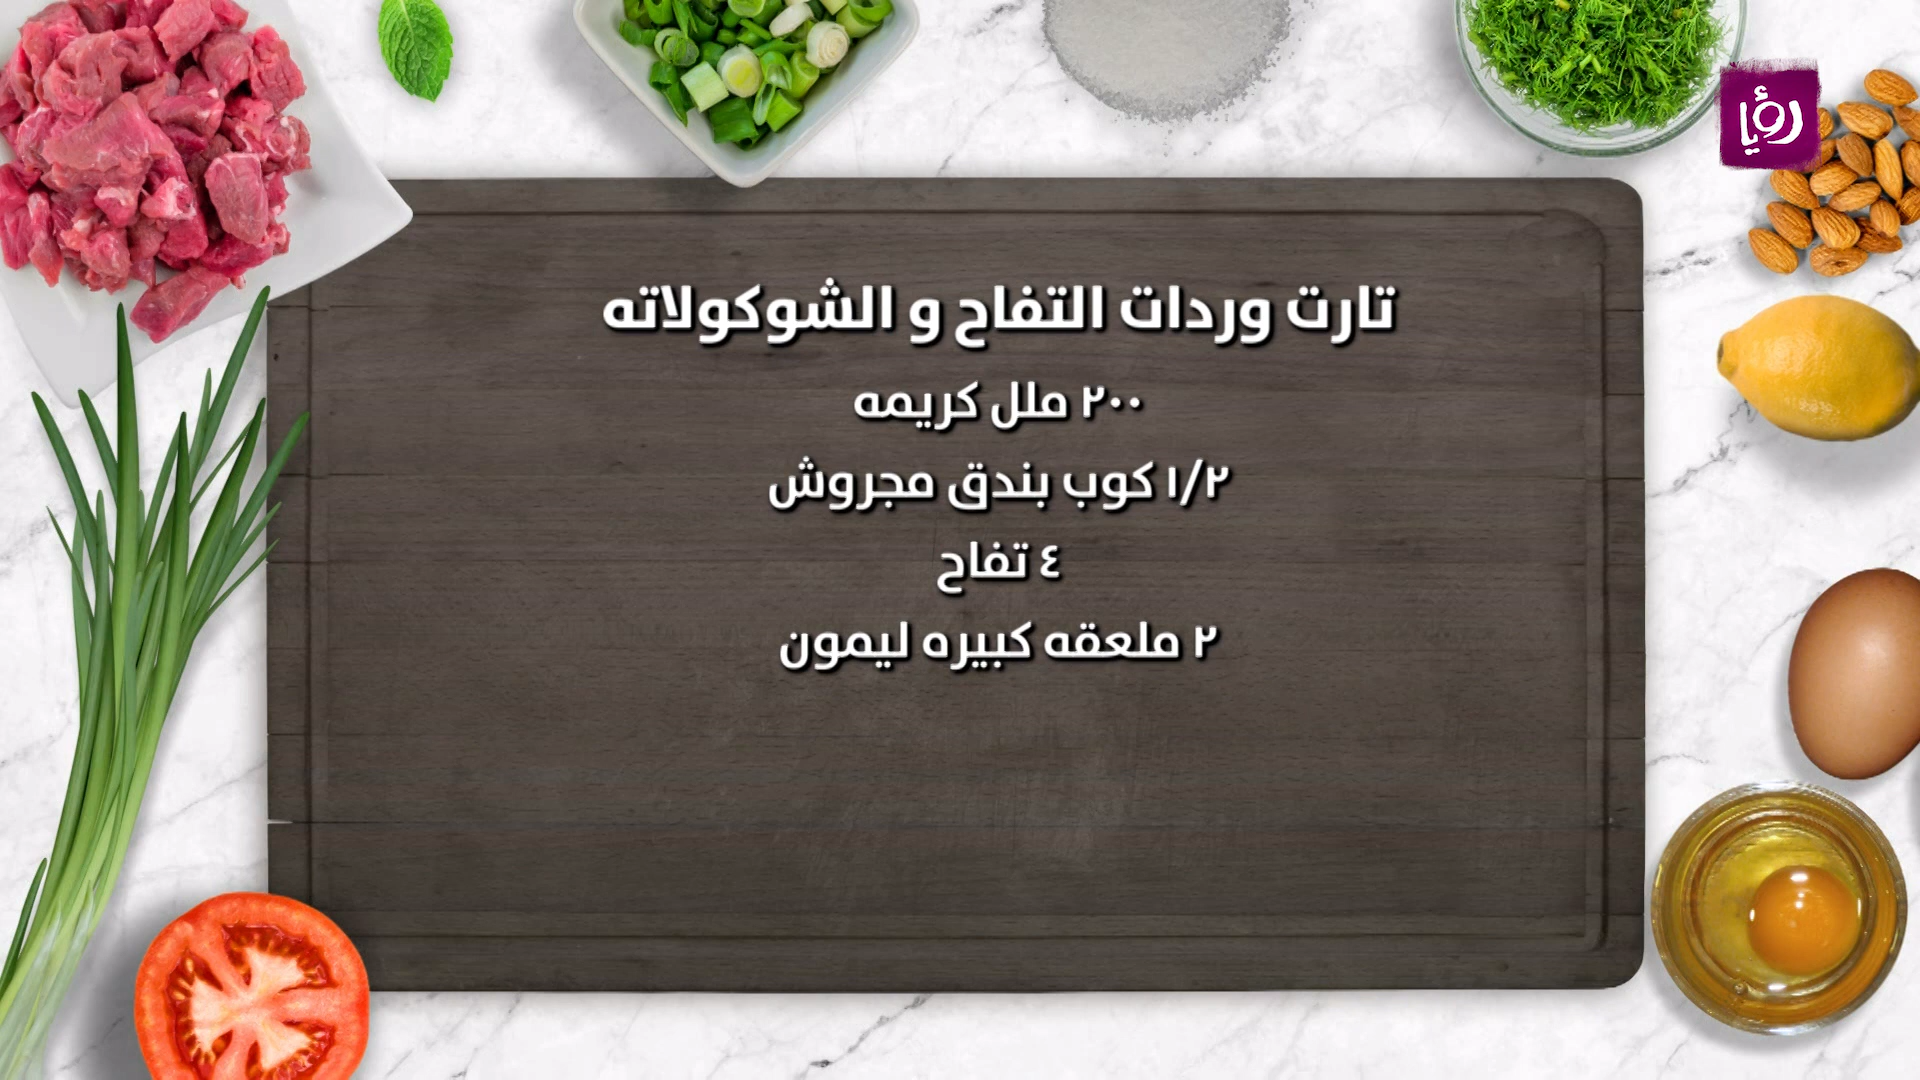 رؤيا
تارت وردات التفاح و الشوكولاته
٢٠٠ ملل كريمه
١/٢ كوب بندق مجروش
٤ تفاح
٢ ملعقه كبيره ليمون